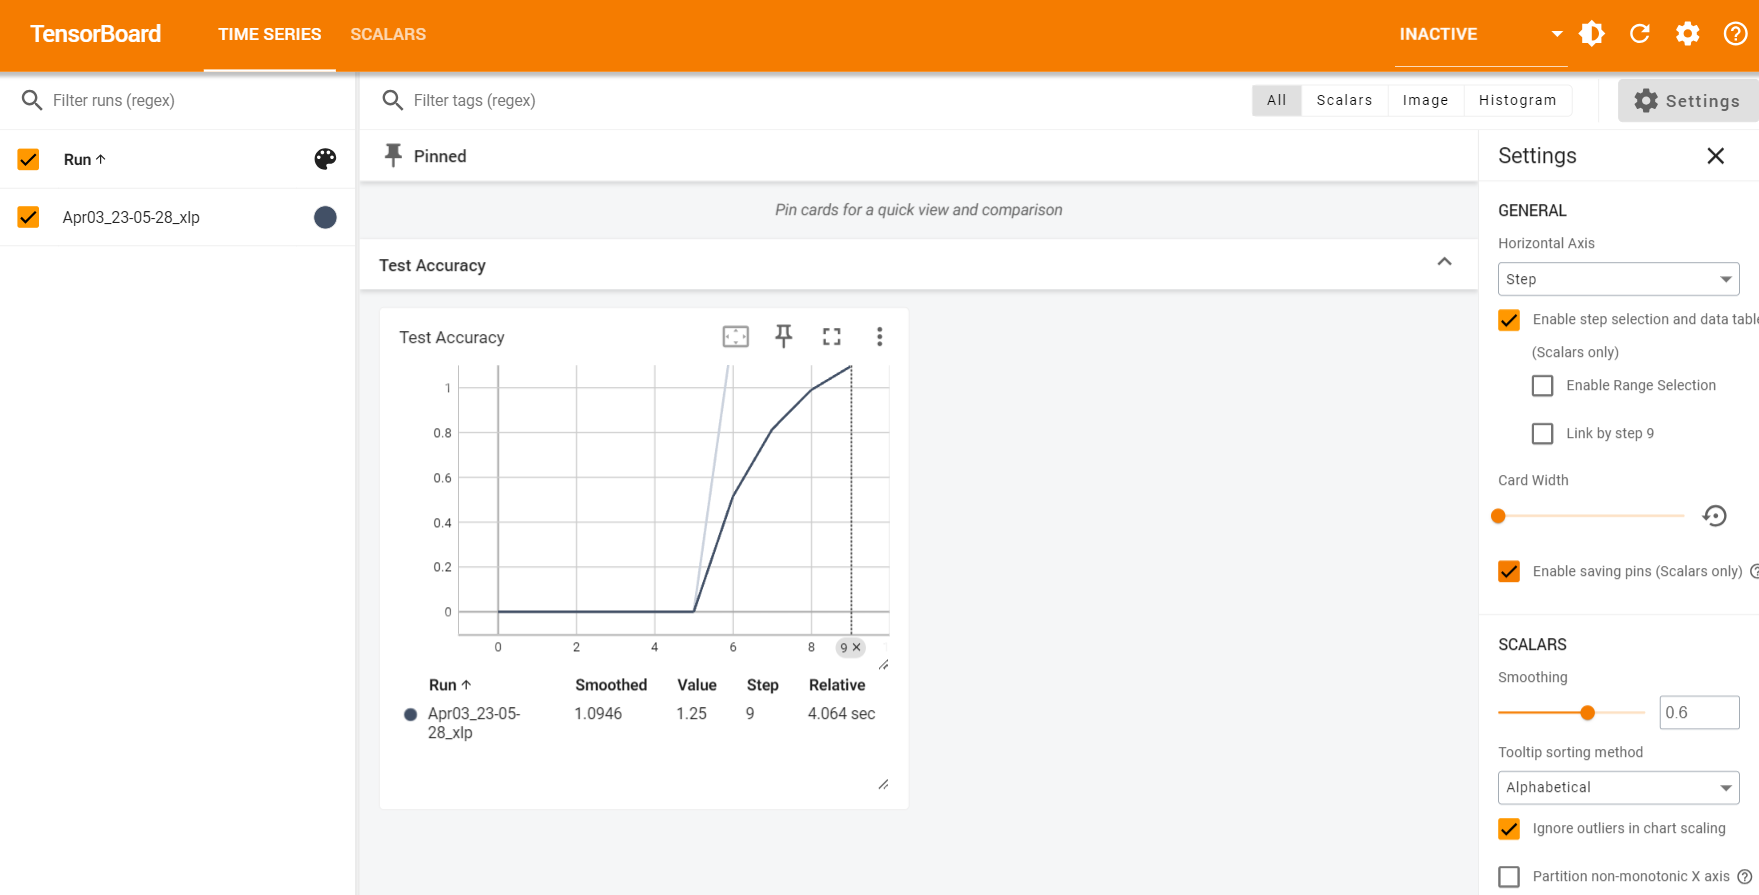 TensorBoard
TIME SERIES
SCALARS
INACTIVE
Filter runs (regex)
Run
Apr03_23-05-28_xlp
Filter tags (regex)
All
Scalars
Image
Histogram
Settings
Pinned
Pin cards for a quick view and comparison
Test Accuracy
Test Accuracy
1
0.8
0.6
0.4
0.2
0
0 2 4 6 8 9
Run Smoothed Value Step Relative
Apr03_23-05- 1.0946 1.25 9 4.064 sec
28_xlp
Settings
GENERAL
Horizontal Axis
Step
Enable step selection and data table
(Scalars only)
Enable Range Selection
Link by step 9
Card Width
Enable saving pins (Scalars only)
SCALARS
Smoothing
0.6
Tooltip sorting method
Alphabetical
Ignore outliers in chart scaling
Partition non-monotonic X axis